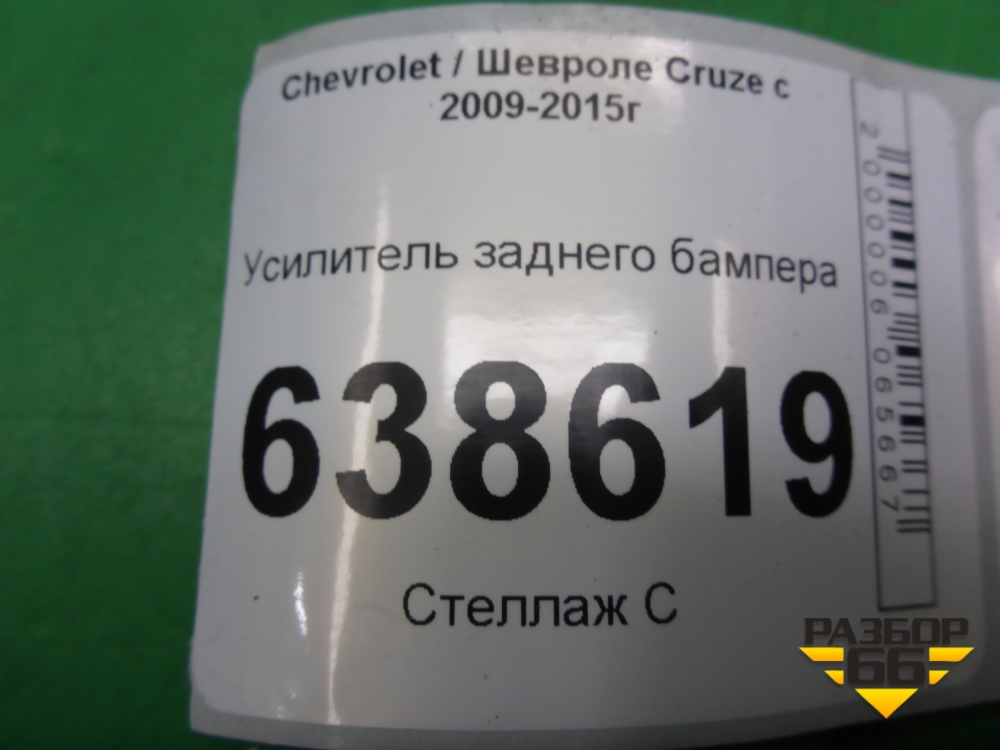 Chevrolet / Шевроле Cruze с
2009-2015г
Усилитель заднего бампера
638619
Стеллаж С
2000006065667
РАЗБОР
66